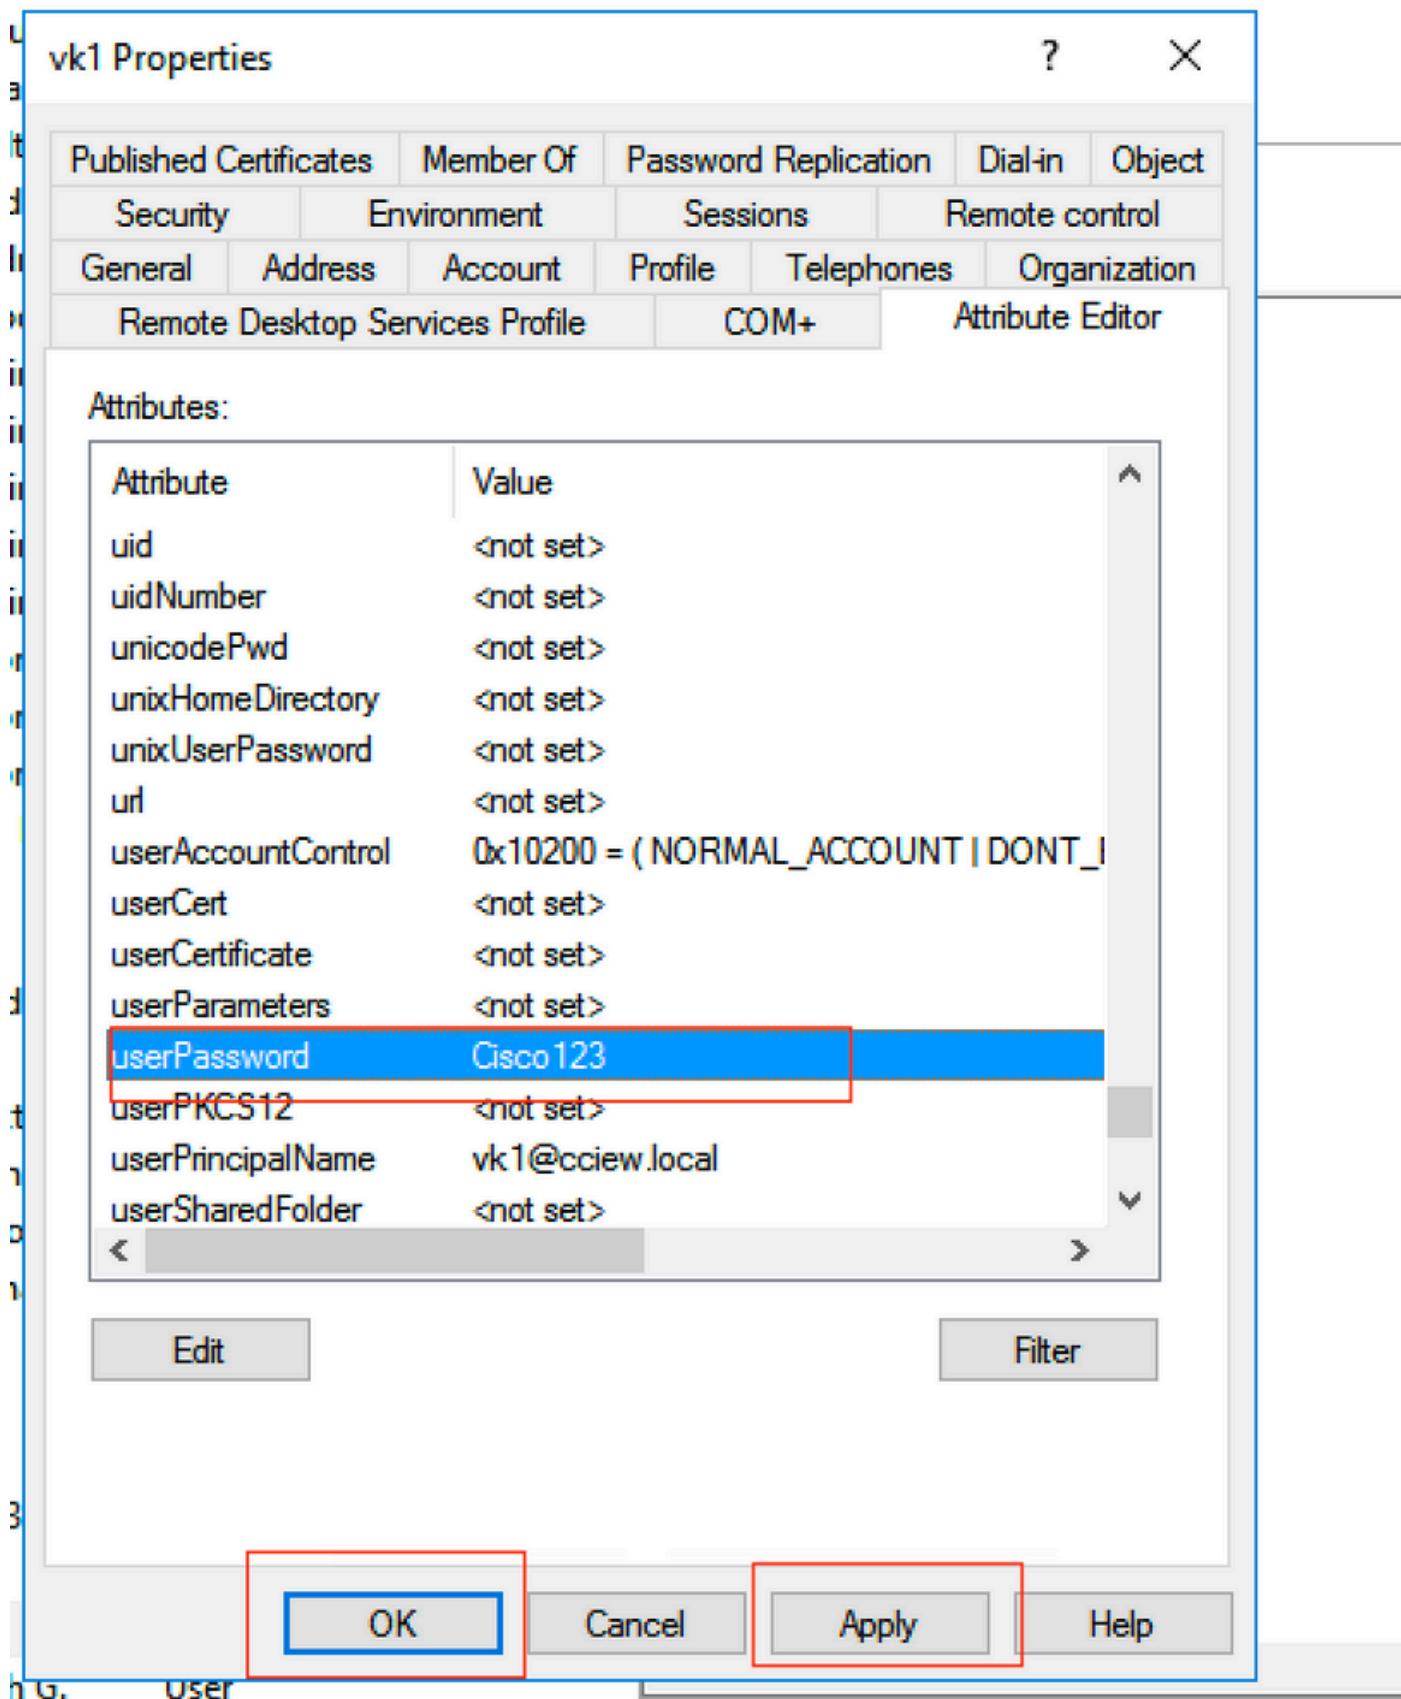 vk1 Properties ?
Published Certificates Member Of Password Replication Dial-in Object
Security Environment Sessions Remote control
General Address Account Profile Telephones Organization
Remote Desktop Services Profile COM+ Attribute Editor
Attributes:
Attribute Value
uid <not set>
uidNumber <not set>
unicodePwd <not set>
unixHomeDirectory <not set>
unixUserPassword <not set>
url <not set>
userAccountControl 0x10200 = ( NORMAL_ACCOUNT | DONT_
userCert <not set>
userCertificate <not set>
userParameters <not set>
userPassword Cisco123
userPKCS12 <not set>
userPrincipalName vk1@cciew.local
userSharedFolder <not set>
Edit Filter
OK Cancel Apply Help
G. User